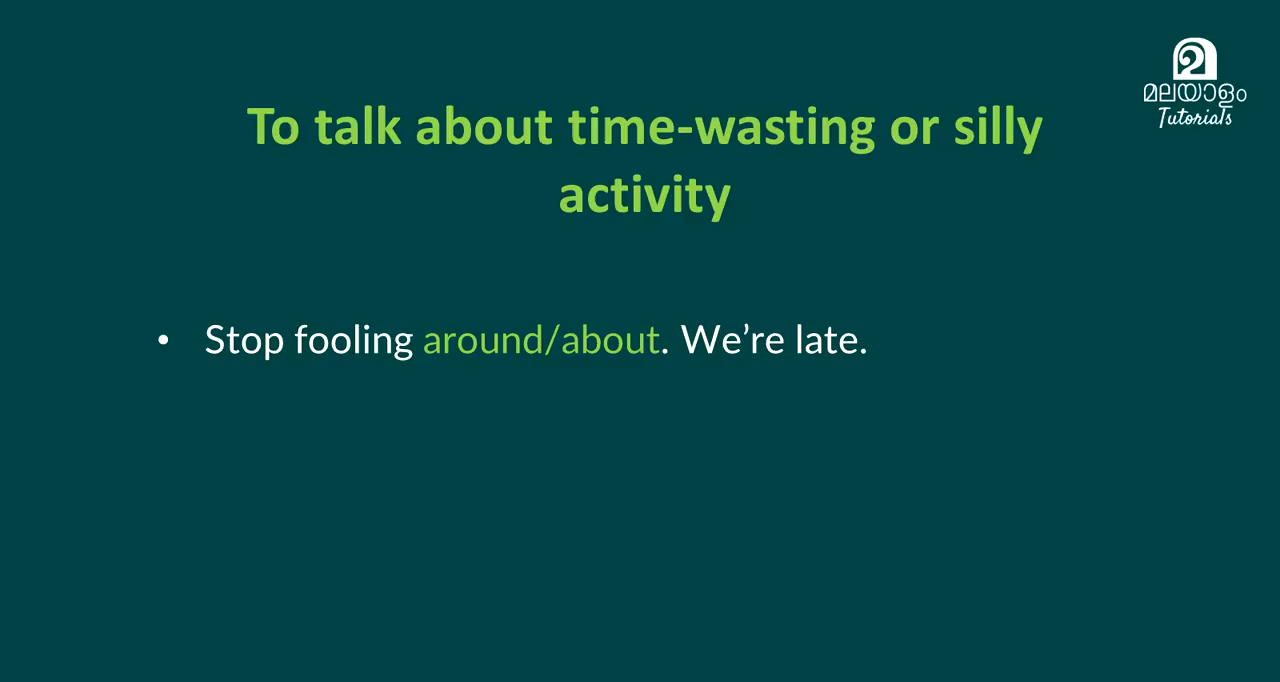 മലയാളം
Tutorials
To talk about time-wasting or silly
activity
• Stop fooling around/about. We’re late.